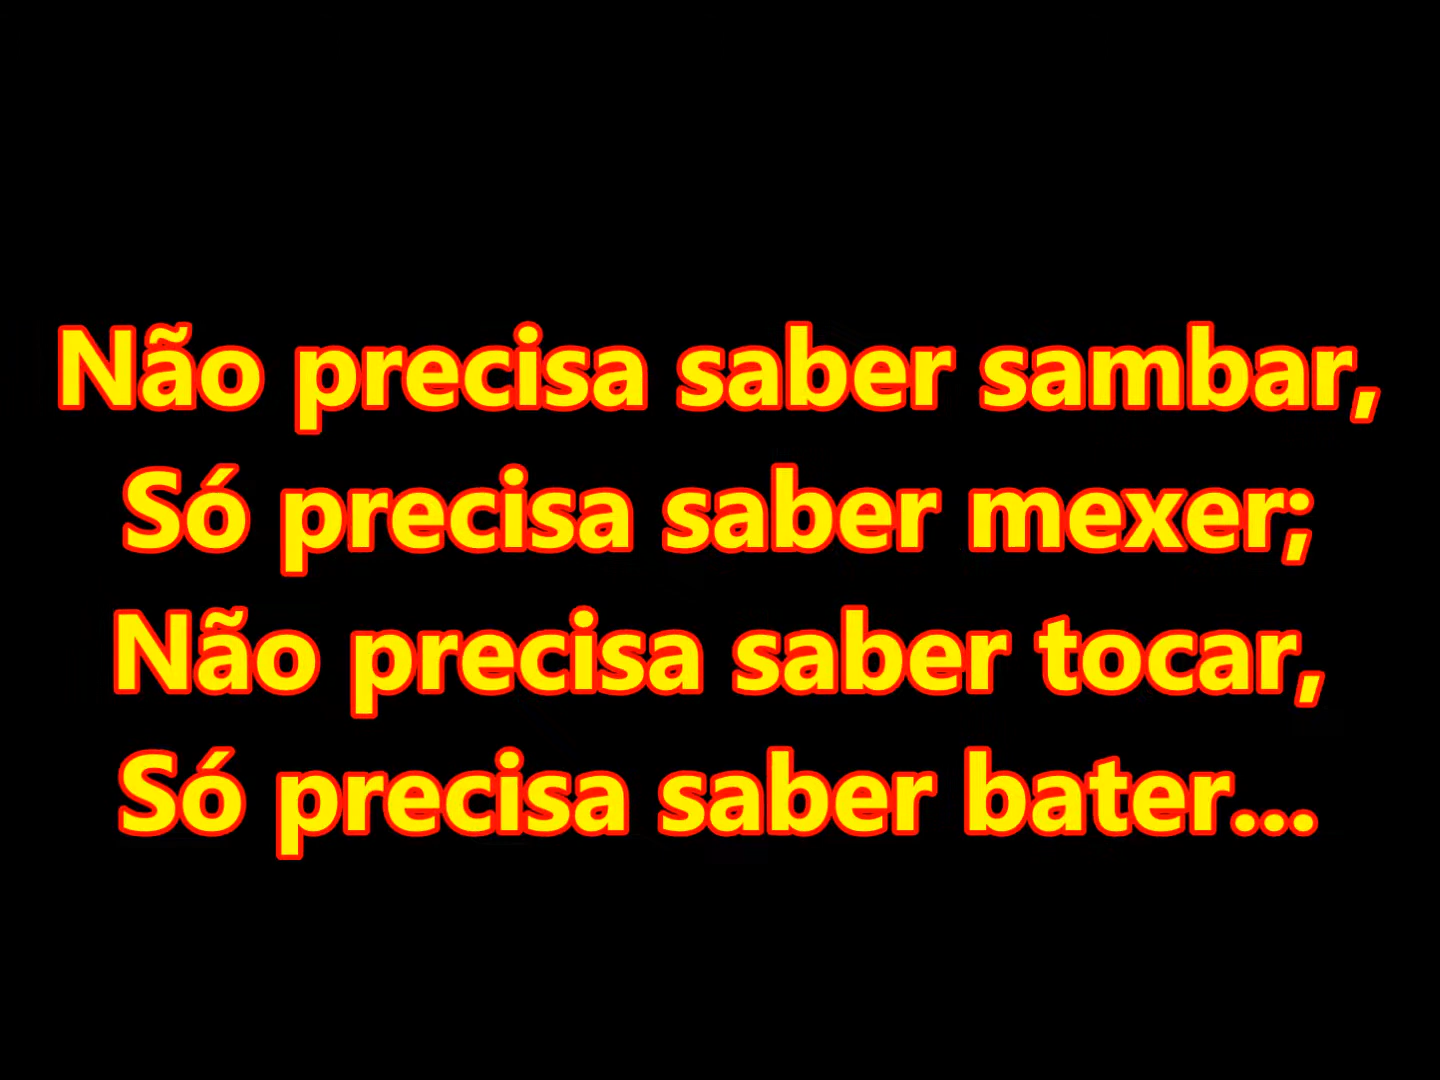 Não precisa saber sambar,
Só precisa saber mexer;
Não precisa saber tocar,
Só precisa saber bater...